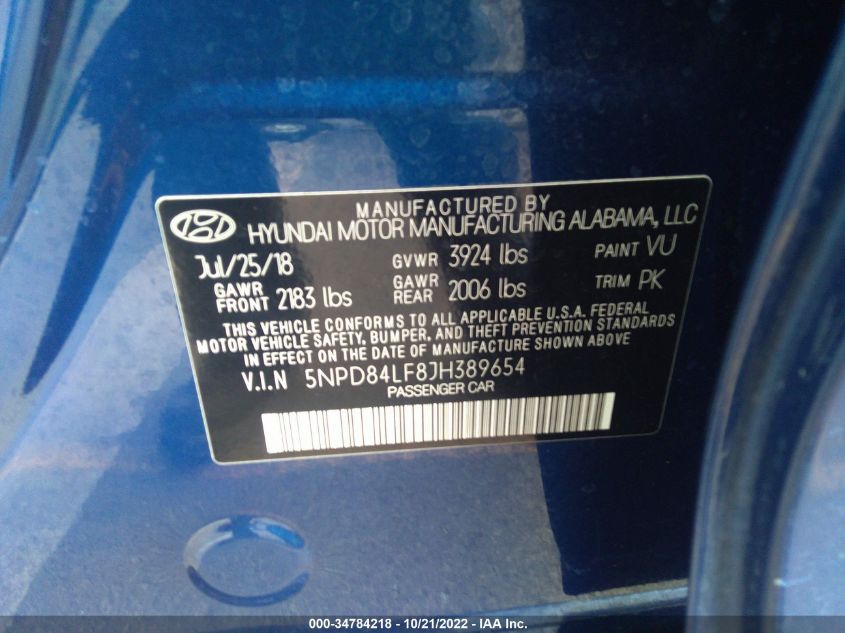 MANUFACTURED BY
HYUNDAI MOTOR MANUFACTURING ALABAMA, LLC
Jul/25/18 GVWR 3924 lbs PAINT VU
GAWR FRONT 2183 lbs GAWR REAR 2006 lbs TRIM PK
THIS VEHICLE CONFORMS TO ALL APPLICABLE U.S.A. FEDERAL
MOTOR VEHICLE SAFETY, BUMPER, AND THEFT PREVENTION STANDARDS
IN EFFECT ON THE DATE OF MANUFACTURE SHOWN ABOVE
V.I.N 5NPD84LF8JH389654
PASSENGER CAR
000-34784218 - 10/21/2022 - IAA Inc.